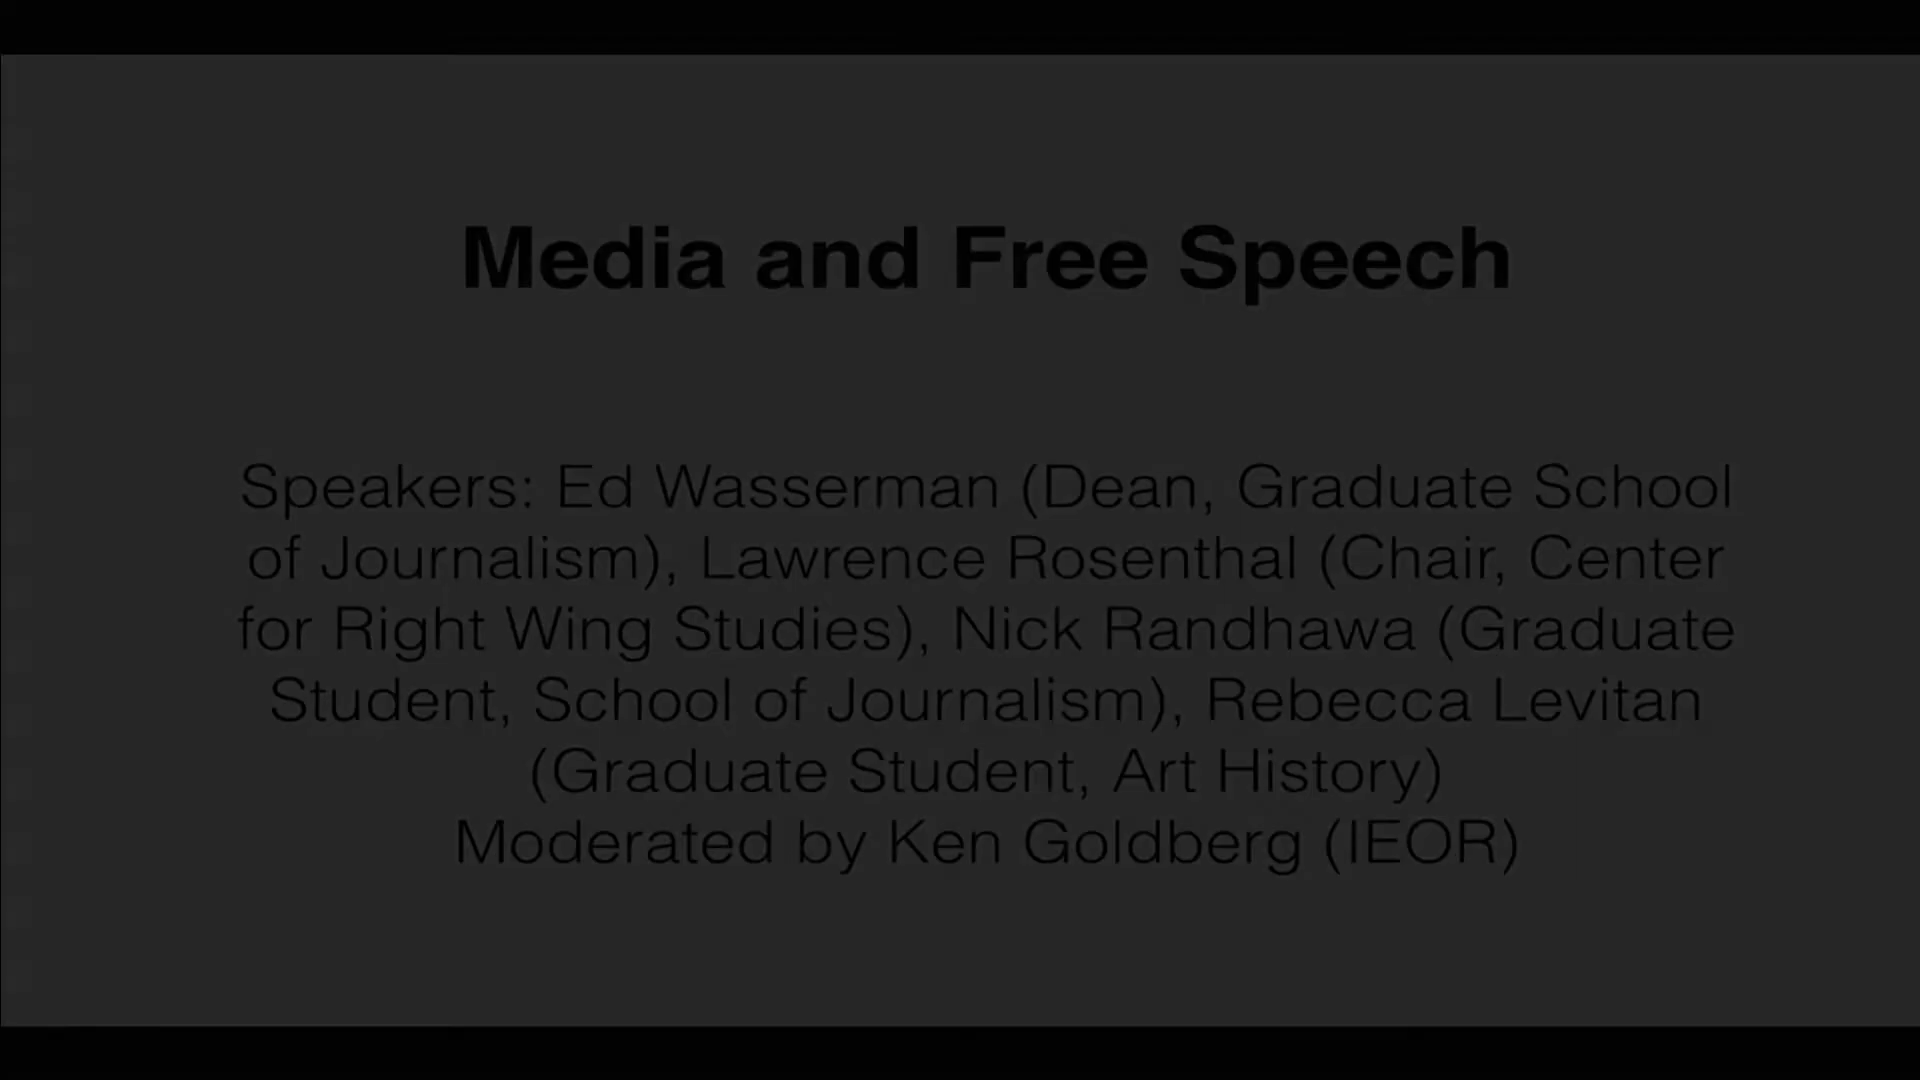 Media and Free Speech
Speakers: Ed Wasserman (Dean, Graduate School
of Journalism), Lawrence Rosenthal (Chair, Center
for Right Wing Studies), Nick Randhawa (Graduate
Student, School of Journalism), Rebecca Levitan
(Graduate Student, Art History)
Moderated by Ken Goldberg (IEOR)